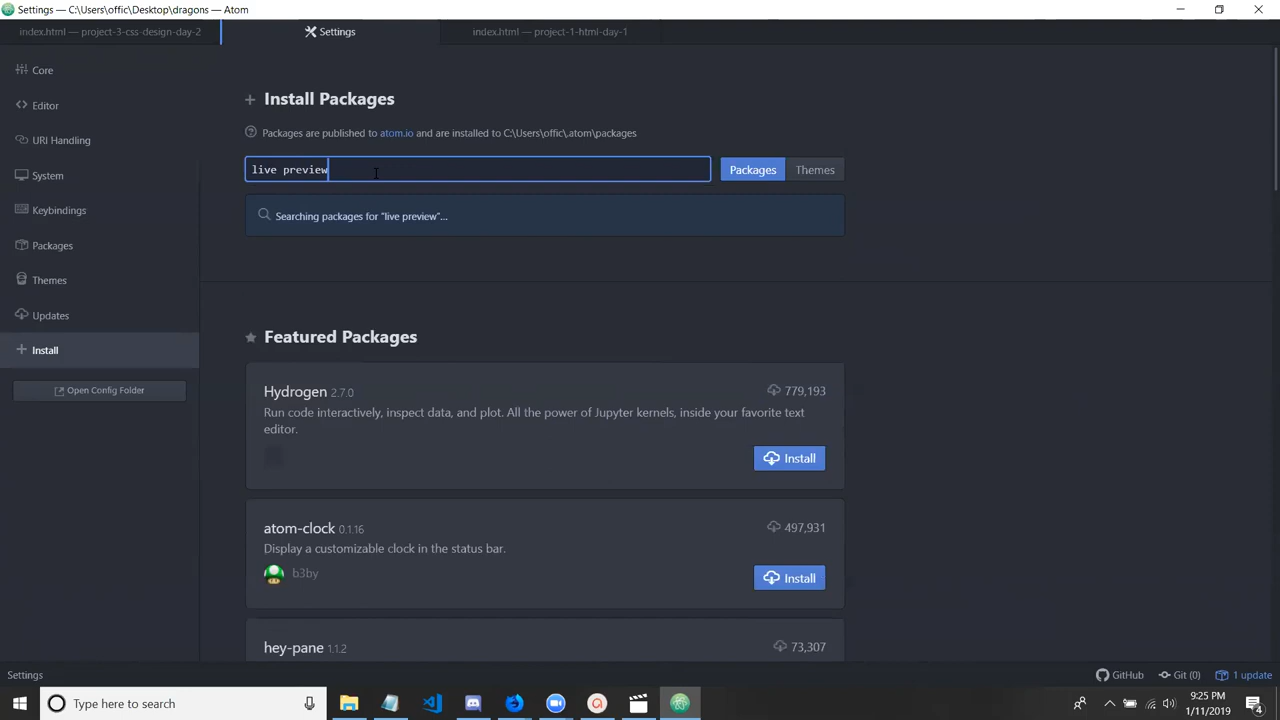 Settings — C:\Users\offic\Desktop\dragons — Atom
index.html — project-3-css-design-day-2
Settings
index.html — project-1-html-day-1
Core
Editor
URI Handling
System
Keybindings
Packages
Themes
Updates
Install
Open Config Folder
Install Packages
Packages are published to atom.io and are installed to C:\Users\offic\.atom\packages
live preview
Packages
Themes
Searching packages for "live preview"...
Featured Packages
Hydrogen 2.7.0
779,193
Run code interactively, inspect data, and plot. All the power of Jupyter kernels, inside your favorite text
editor.
Install
atom-clock 0.1.16
497,931
Display a customizable clock in the status bar.
b3by
Install
hey-pane 1.1.2
73,307
Settings
GitHub
Git (0)
1 update
Type here to search
9:25 PM
1/11/2019
4